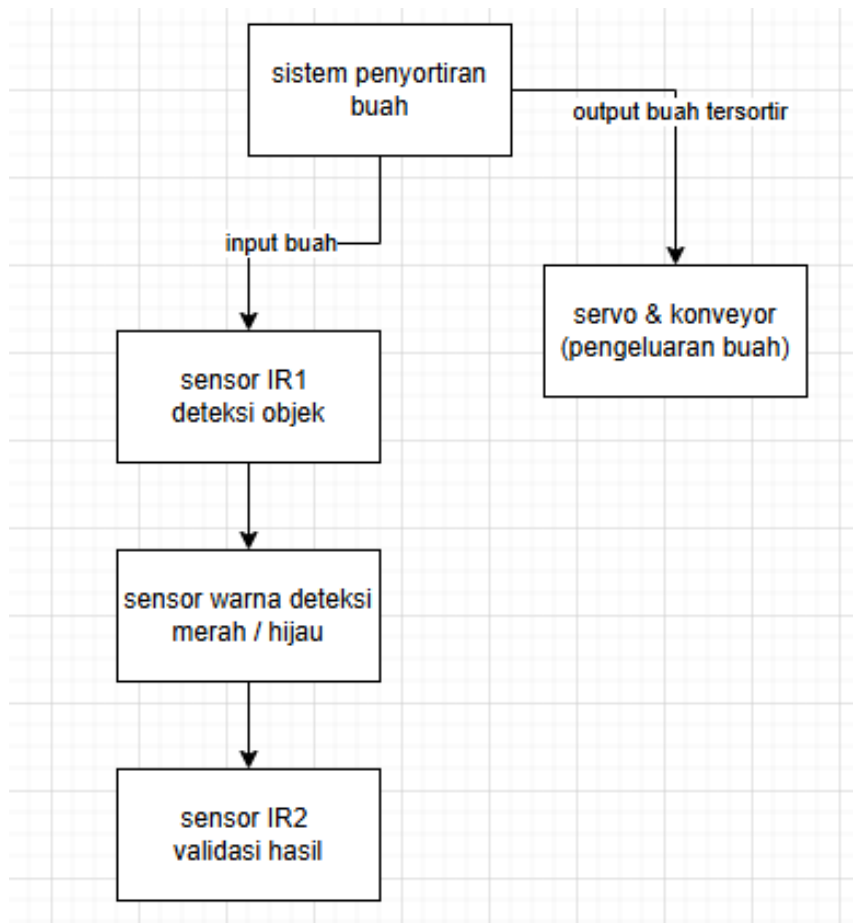 sistem penyortiran
buah
output buah tersortir
input buah
servo & konveyor
(pengeluaran buah)
sensor IR1
deteksi objek
sensor warna deteksi
merah / hijau
sensor IR2
validasi hasil